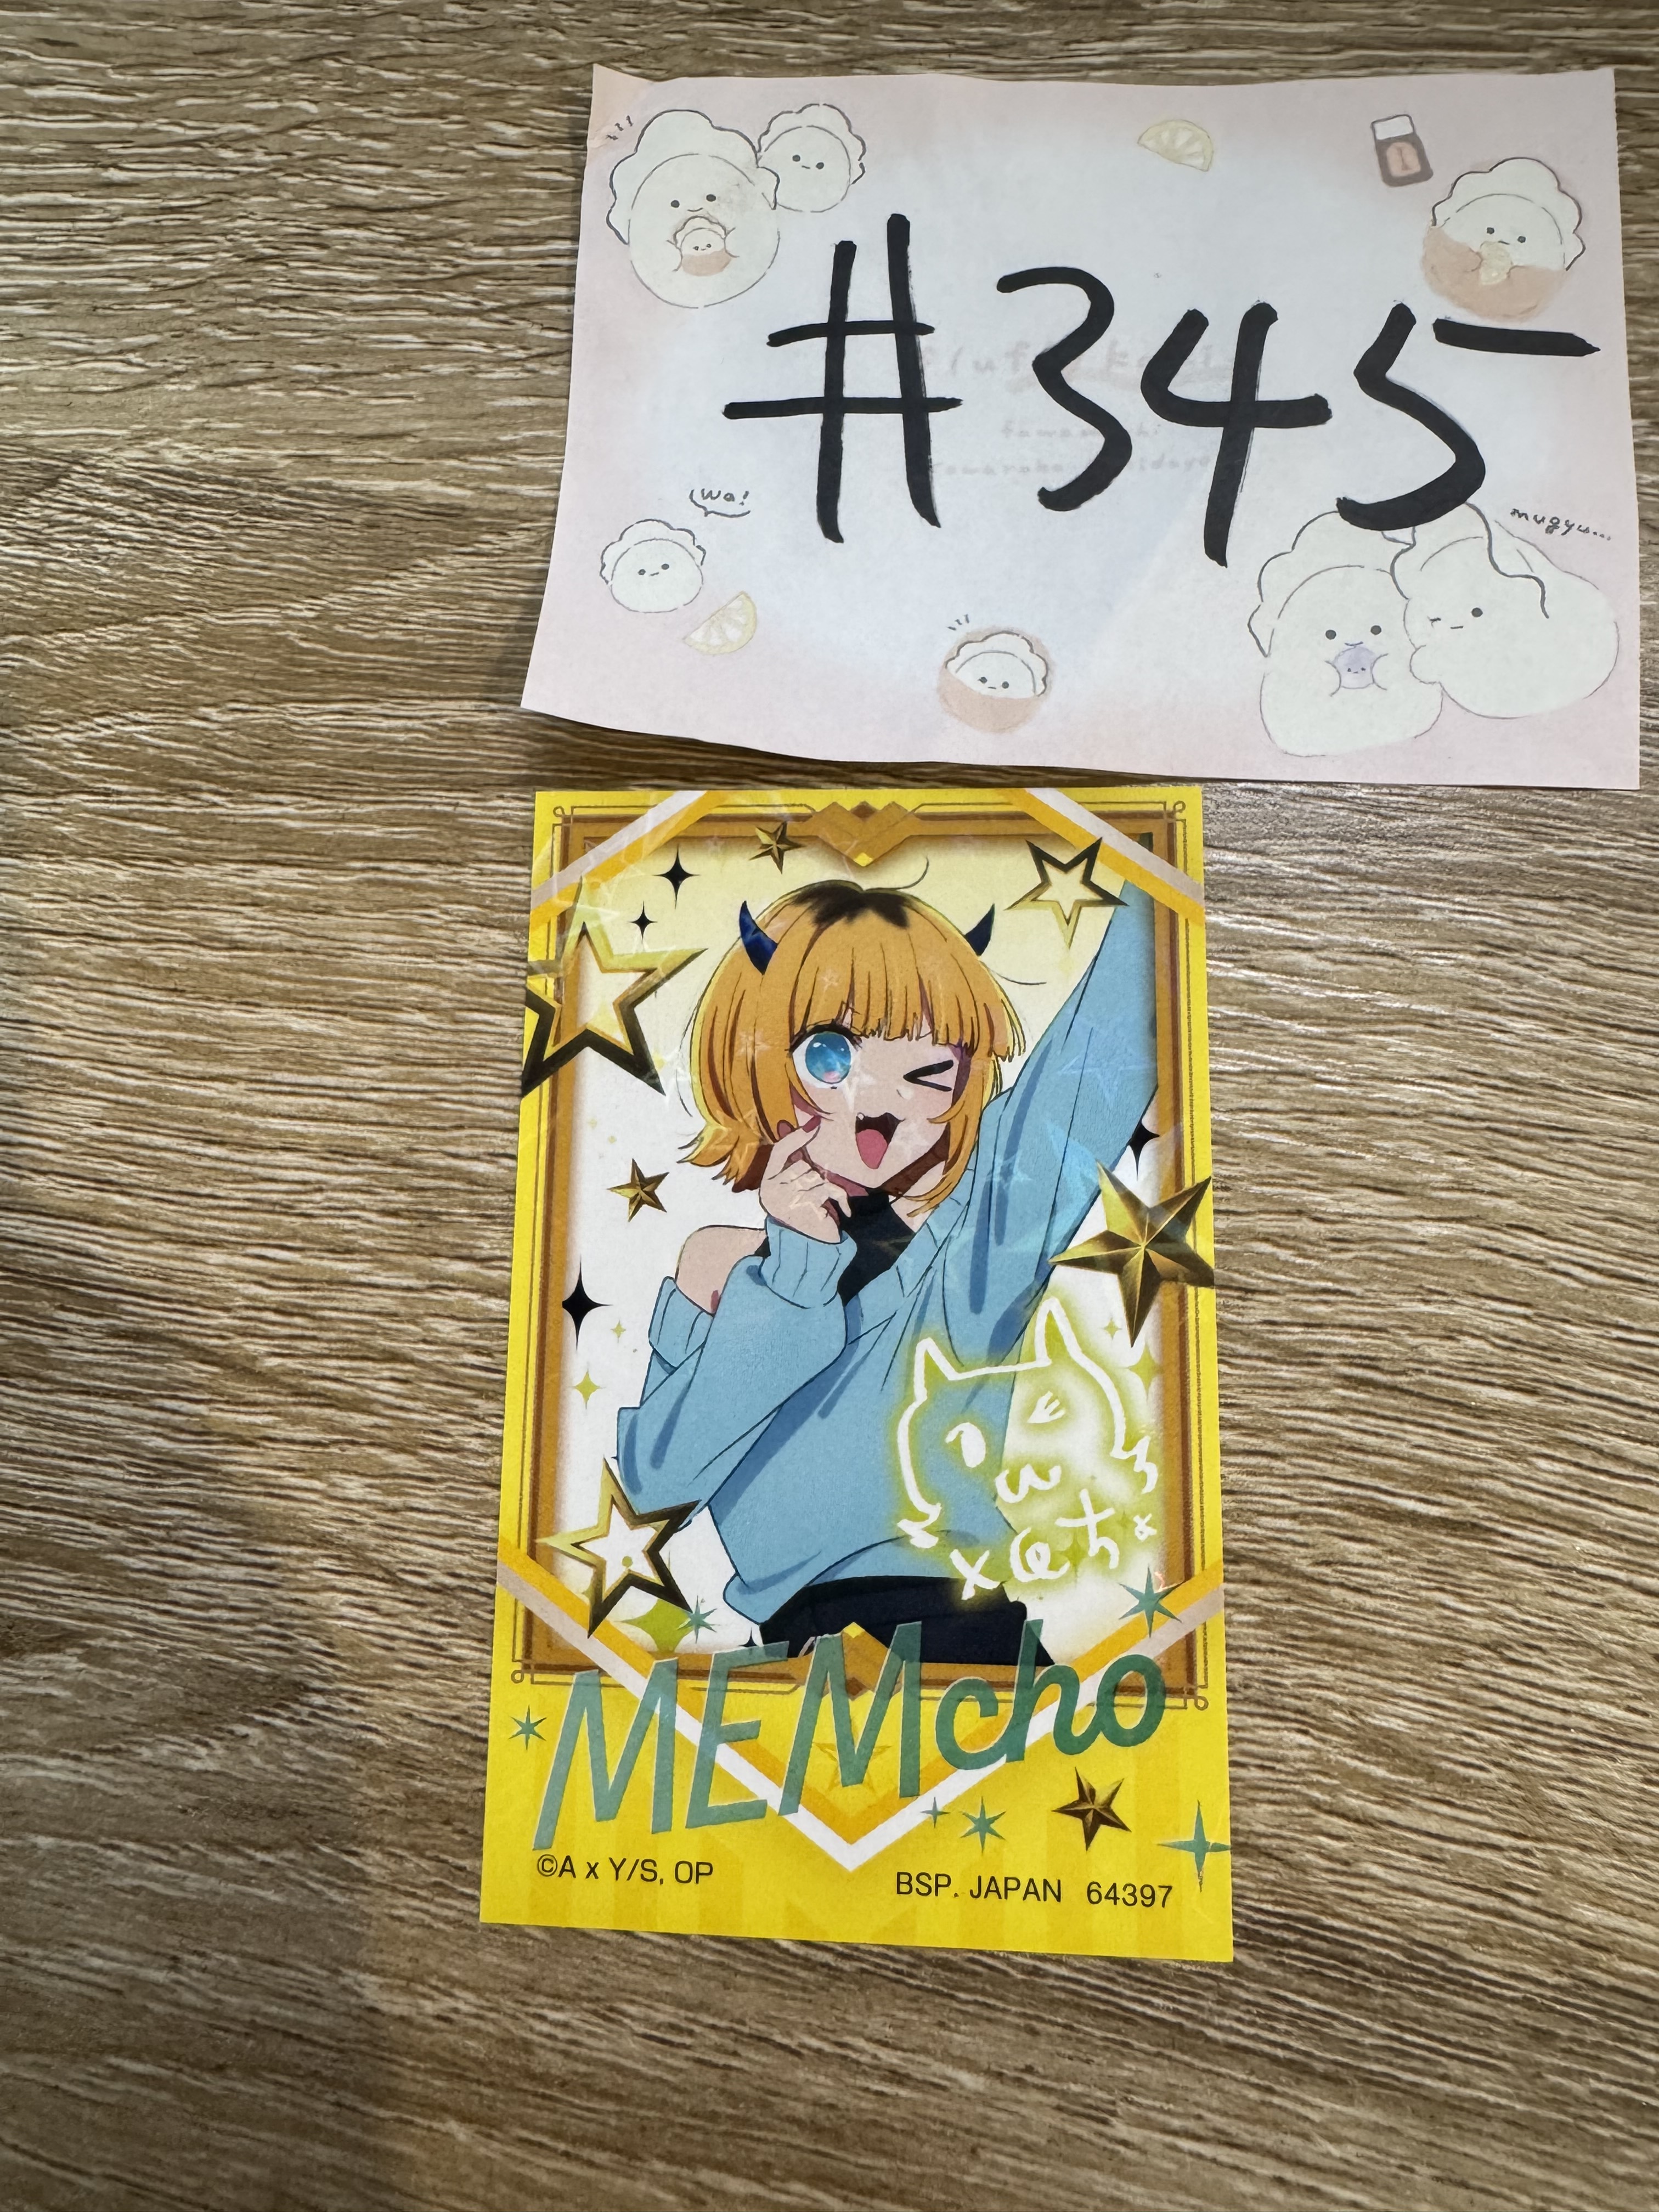 #345
wa!
mugyu...
MEMcho
©A x Y/S, OP
BSP. JAPAN 64397